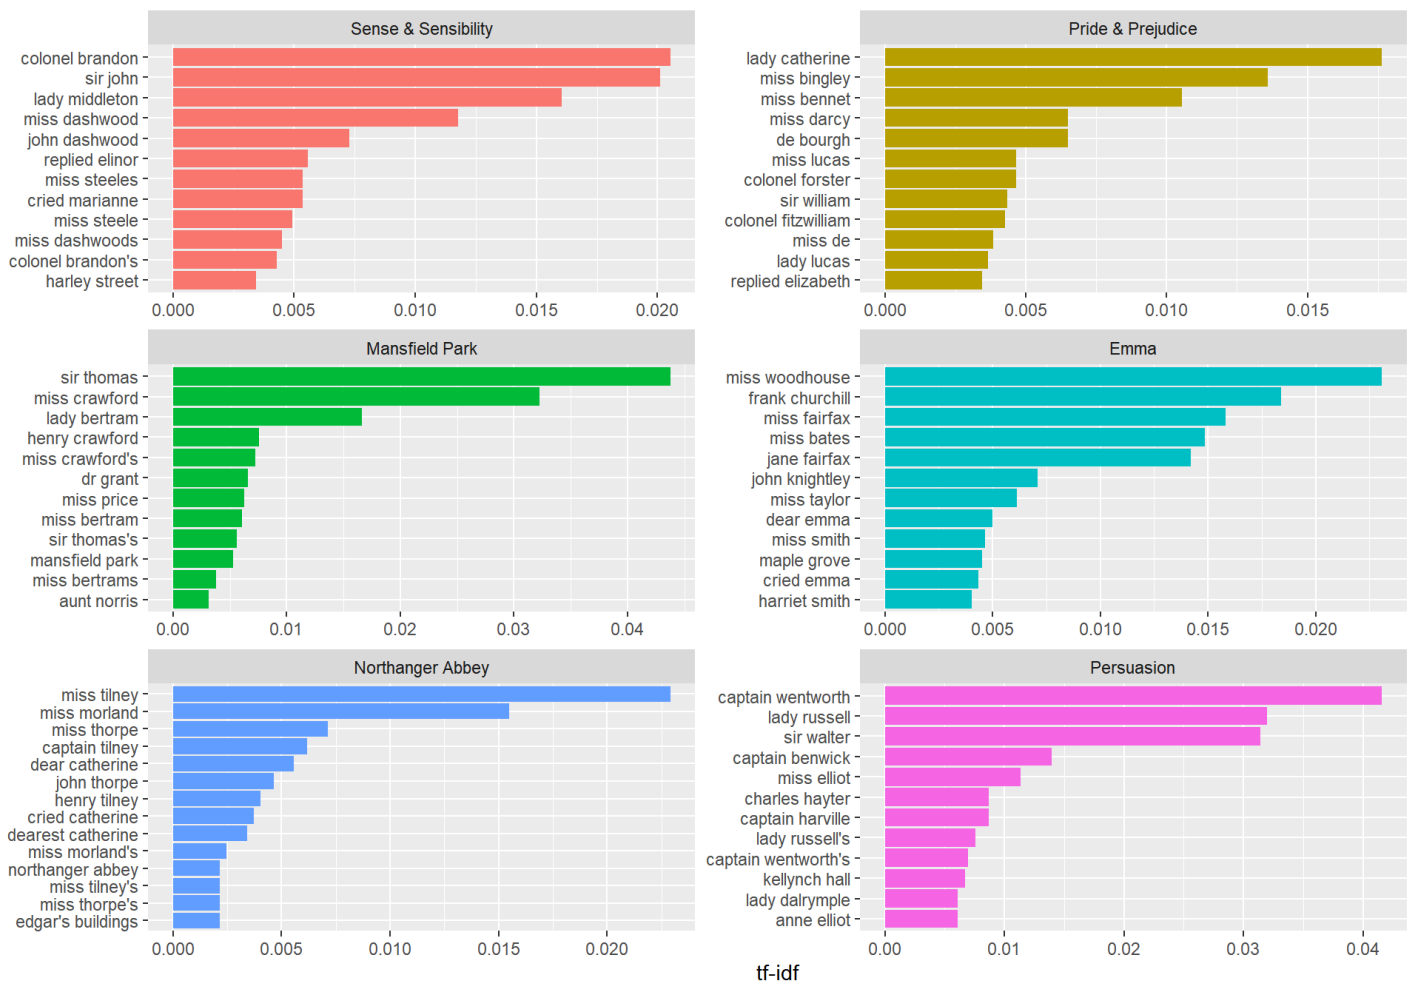 Sense & Sensibility
colonel brandon
sir john
lady middleton
miss dashwood
john dashwood
replied elinor
miss steeles
cried marianne
miss steele
miss dashwoods
colonel brandon's
harley street
0.000 0.005 0.010 0.015 0.020
Pride & Prejudice
lady catherine
miss bingley
miss bennet
miss darcy
de bourgh
miss lucas
colonel forster
sir william
colonel fitzwilliam
miss de
lady lucas
replied elizabeth
0.000 0.005 0.010 0.015
Mansfield Park
sir thomas
miss crawford
lady bertram
henry crawford
miss crawford's
dr grant
miss price
miss bertram
sir thomas's
mansfield park
miss bertrams
aunt norris
0.00 0.01 0.02 0.03 0.04
Emma
miss woodhouse
frank churchill
miss fairfax
miss bates
jane fairfax
john knightley
miss taylor
dear emma
miss smith
maple grove
cried emma
harriet smith
0.000 0.005 0.010 0.015 0.020
Northanger Abbey
miss tilney
miss morland
miss thorpe
captain tilney
dear catherine
john thorpe
henry tilney
cried catherine
dearest catherine
miss morland's
northanger abbey
miss tilney's
miss thorpe's
edgar's buildings
0.000 0.005 0.010 0.015 0.020
Persuasion
captain wentworth
lady russell
sir walter
captain benwick
miss elliot
charles hayter
captain harville
lady russell's
captain wentworth's
kellynch hall
lady dalrymple
anne elliot
0.00 0.01 0.02 0.03 0.04
tf-idf